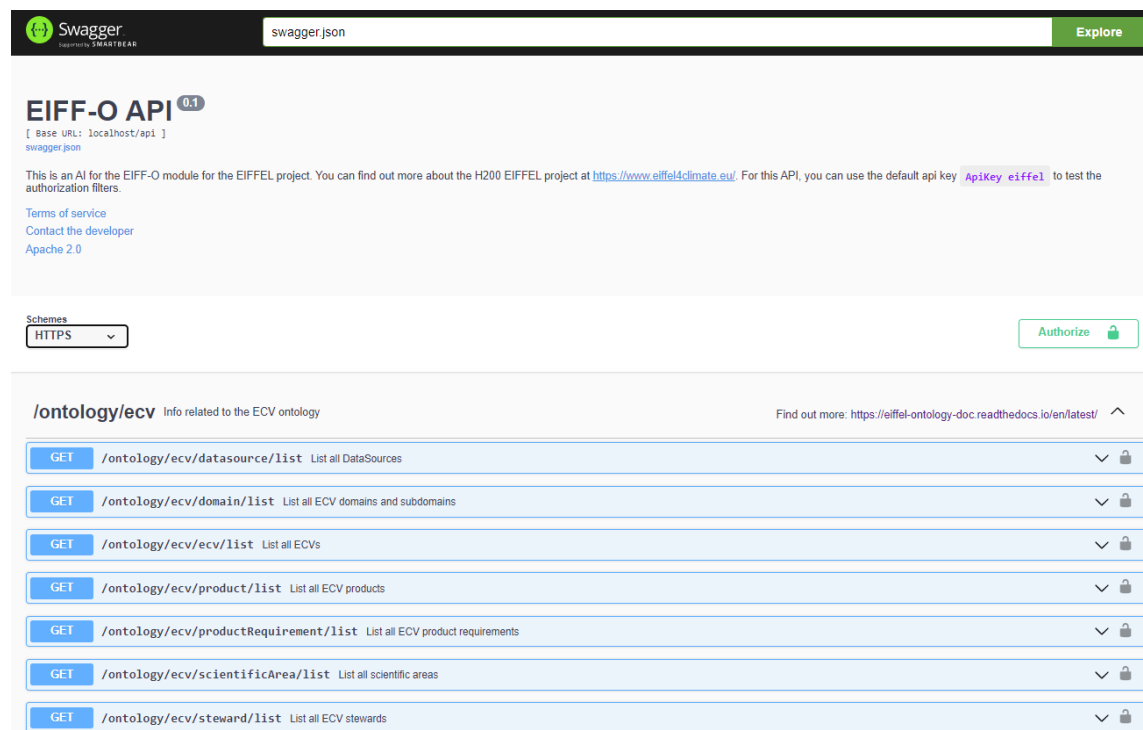 Swagger
Supported by SMARTBEAR
swagger.json
Explore
EIFF-O API 0.1
[ Base URL: localhost/api ]
swagger.json
This is an AI for the EIFF-O module for the EIFFEL project. You can find out more about the H200 EIFFEL project at https://www.eiffel4climate.eu/. For this API, you can use the default api key ApiKey eiffel to test the
authorization filters.
Terms of service
Contact the developer
Apache 2.0
Schemes
HTTPS
Authorize
/ontology/ecv Info related to the ECV ontology
Find out more: https://eiffel-ontology-doc.readthedocs.io/en/latest/
GET /ontology/ecv/datasource/list List all DataSources
GET /ontology/ecv/domain/list List all ECV domains and subdomains
GET /ontology/ecv/ecv/list List all ECVs
GET /ontology/ecv/product/list List all ECV products
GET /ontology/ecv/productRequirement/list List all ECV product requirements
GET /ontology/ecv/scientificArea/list List all scientific areas
GET /ontology/ecv/steward/list List all ECV stewards